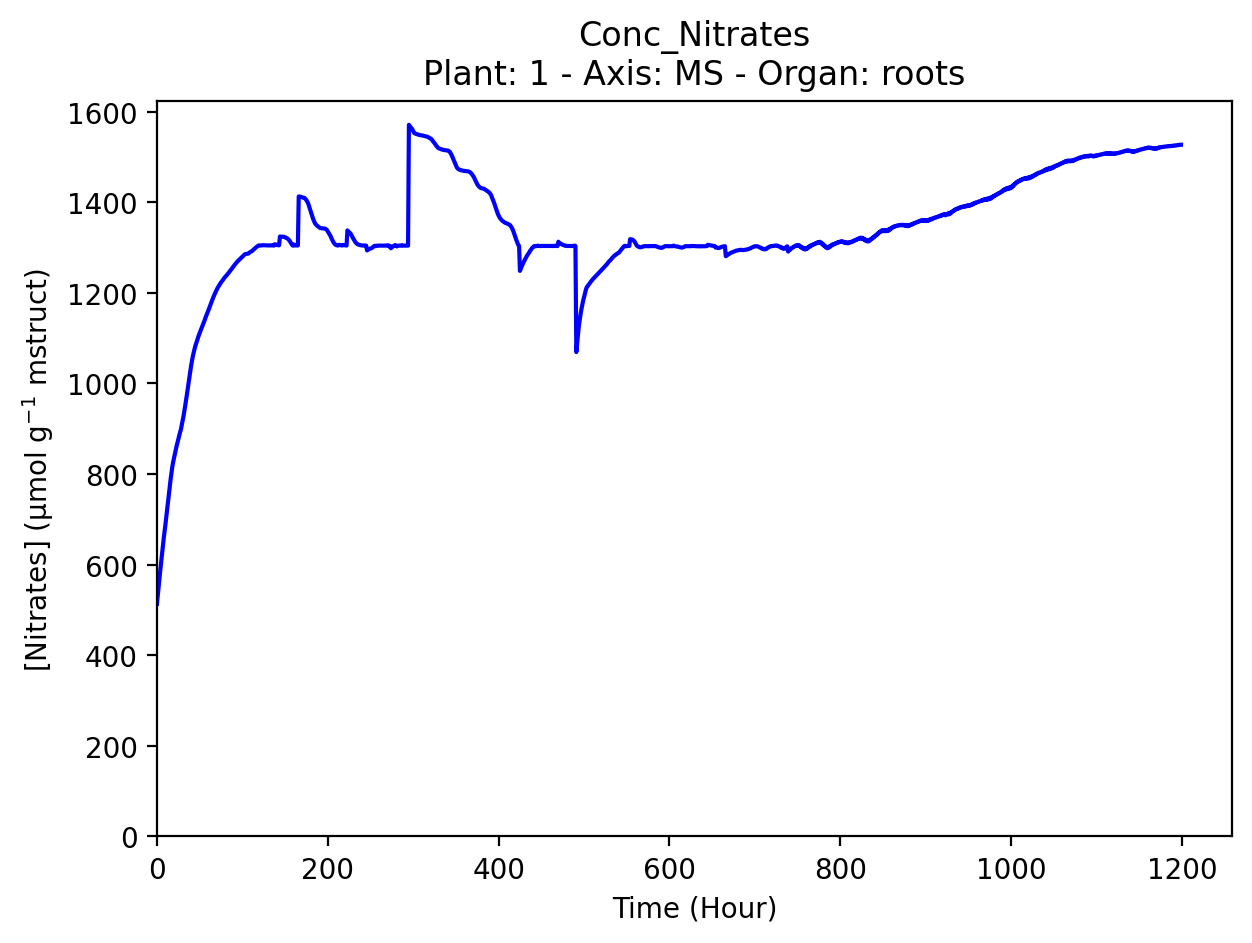 Conc_Nitrates
Plant: 1 - Axis: MS - Organ: roots
[Nitrates] (µmol g⁻¹ mstruct)
1600
1400
1200
1000
800
600
400
200
0
0 200 400 600 800 1000 1200
Time (Hour)